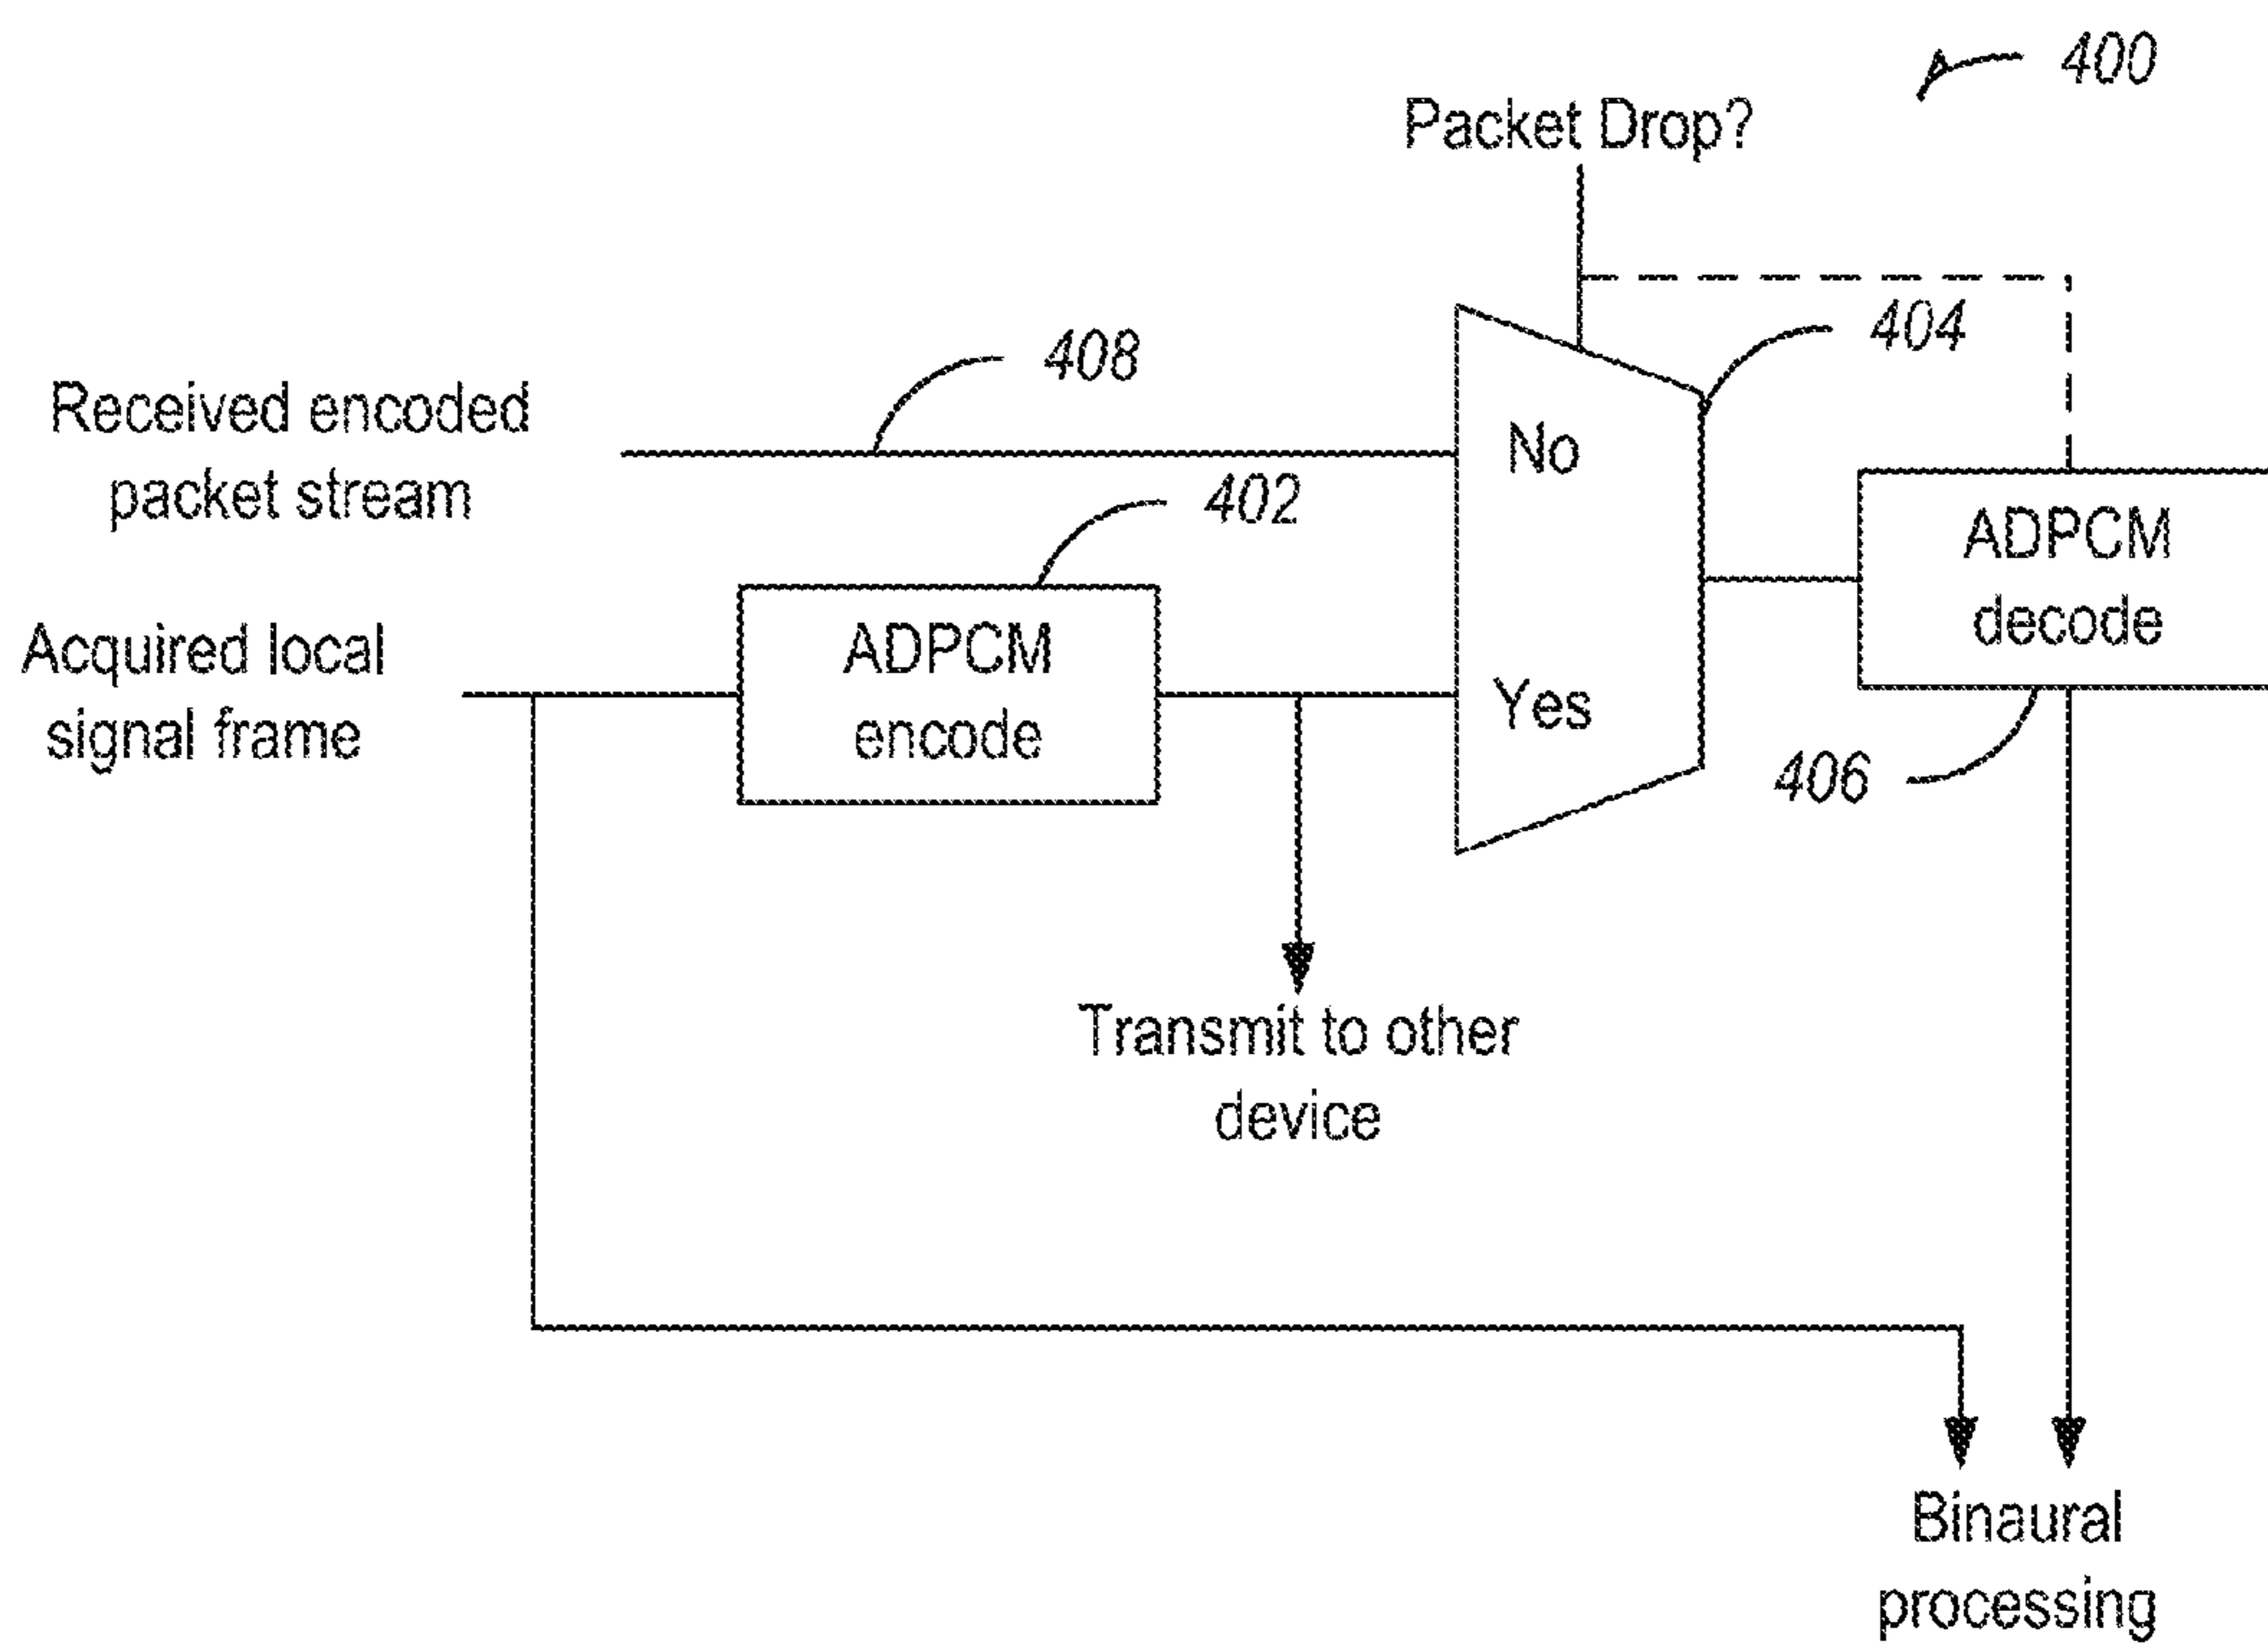 400
Packet Drop?
404
408
Received encoded
packet stream
No
402
ADPCM
decode
Acquired local
signal frame
ADPCM
encode
Yes
406
Transmit to other
device
Binaural
processing